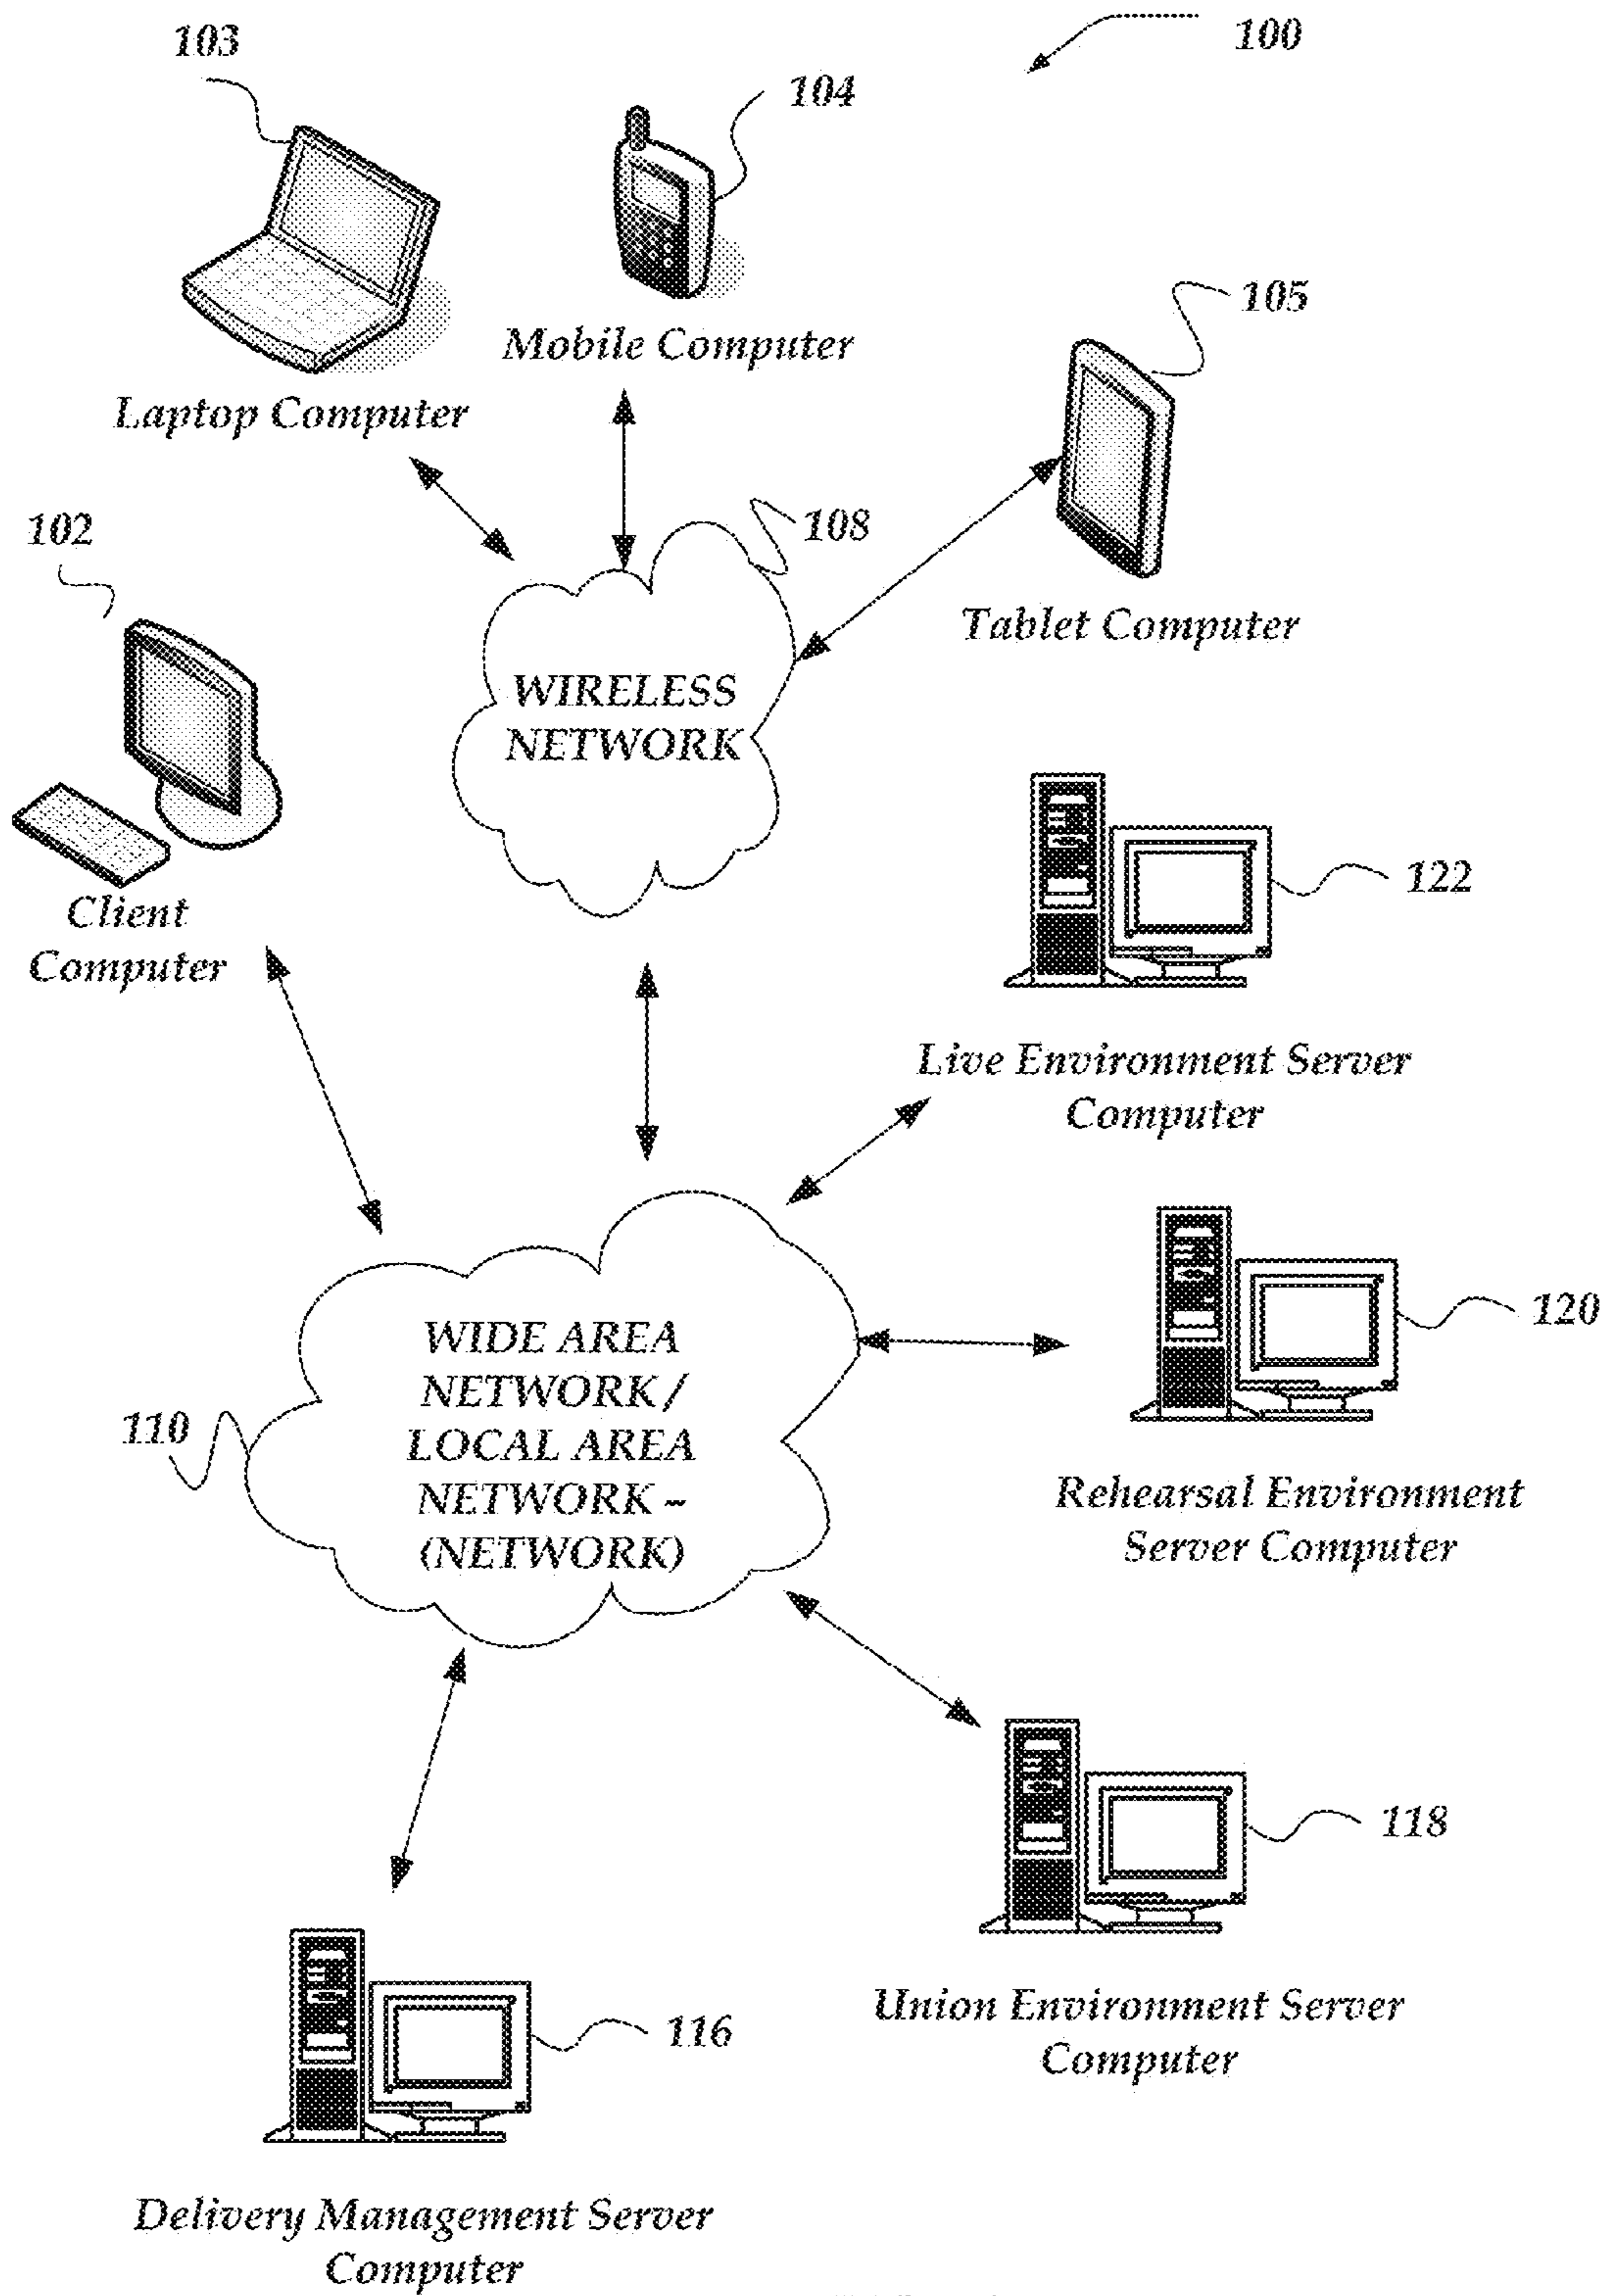 103
100
104
Mobile Computer
105
Laptop Computer
102
108
Tablet Computer
WIRELESS
NETWORK
122
Client
Computer
Live Environment Server
Computer
120
WIDE AREA
NETWORK /
LOCAL AREA
NETWORK –
(NETWORK)
110
Rehearsal Environment
Server Computer
118
Union Environment Server
Computer
116
Delivery Management Server
Computer